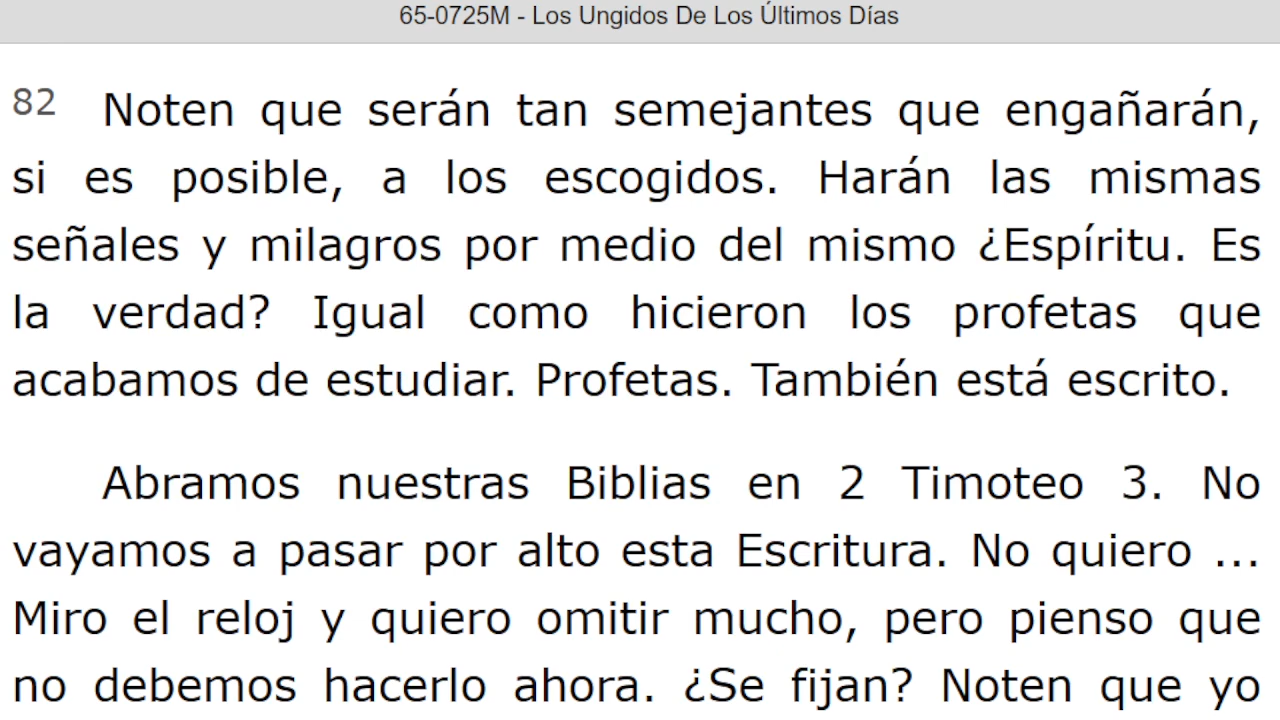 65-0725M - Los Ungidos De Los Últimos Días
82 Noten que serán tan semejantes que engañarán,
si es posible, a los escogidos. Harán las mismas
señales y milagros por medio del mismo ¿Espíritu. Es
la verdad? Igual como hicieron los profetas que
acabamos de estudiar. Profetas. También está escrito.
Abramos nuestras Biblias en 2 Timoteo 3. No
vayamos a pasar por alto esta Escritura. No quiero ...
Miro el reloj y quiero omitir mucho, pero pienso que
no debemos hacerlo ahora. ¿Se fijan? Noten que yo